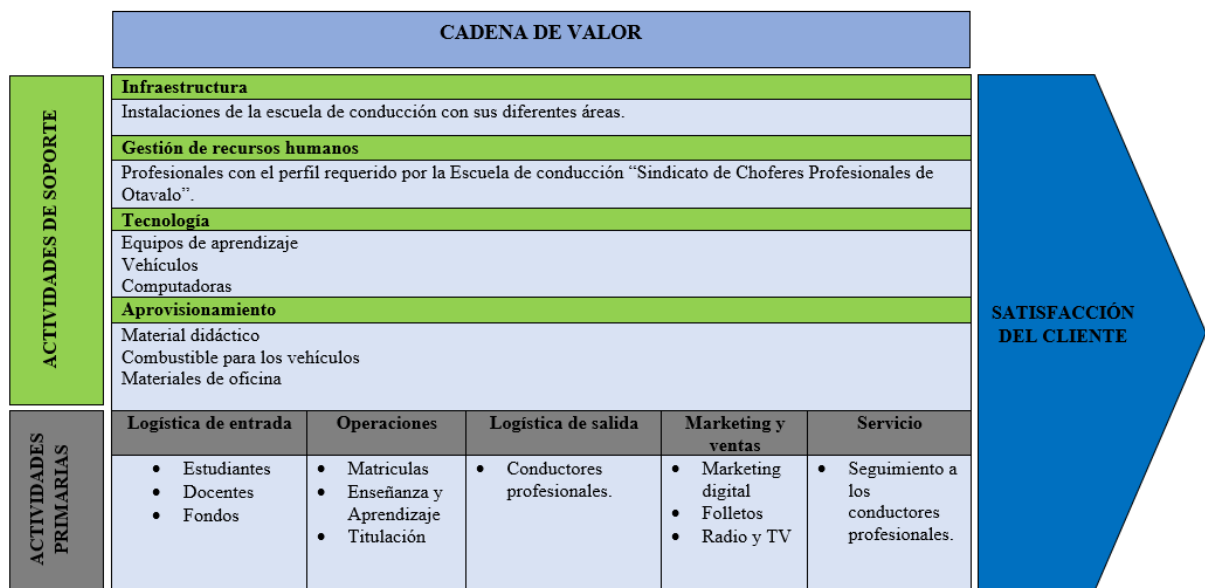 CADENA DE VALOR
ACTIVIDADES DE SOPORTE
Infraestructura
Instalaciones de la escuela de conducción con sus diferentes áreas.
Gestión de recursos humanos
Profesionales con el perfil requerido por la Escuela de conducción “Sindicato de Choferes Profesionales de
Otavalo”.
Tecnología
Equipos de aprendizaje
Vehículos
Computadoras
Aprovisionamiento
Material didáctico
Combustible para los vehículos
Materiales de oficina
SATISFACCIÓN
DEL CLIENTE
ACTIVIDADES
PRIMARIAS
Logística de entrada
• Estudiantes
• Docentes
• Fondos
Operaciones
• Matriculas
• Enseñanza y
Aprendizaje
• Titulación
Logística de salida
• Conductores
profesionales.
Marketing y
ventas
• Marketing
digital
• Folletos
• Radio y TV
Servicio
• Seguimiento a
los
conductores
profesionales.